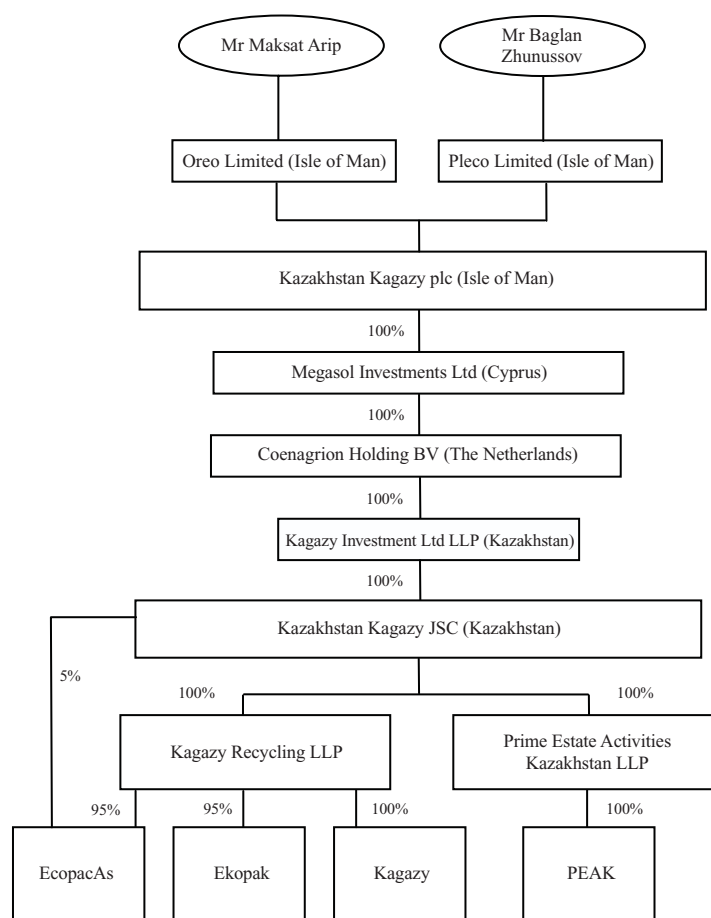 Mr Maksat Arip
Mr Baglan
Zhunussov
Oreo Limited (Isle of Man)
Pleco Limited (Isle of Man)
Kazakhstan Kagazy plc (Isle of Man)
100%
Megasol Investments Ltd (Cyprus)
100%
Coenagrion Holding BV (The Netherlands)
100%
Kagazy Investment Ltd LLP (Kazakhstan)
100%
Kazakhstan Kagazy JSC (Kazakhstan)
5%
100%
100%
Kagazy Recycling LLP
Prime Estate Activities
Kazakhstan LLP
95%
95%
100%
100%
EcopacAs
Ekopak
Kagazy
PEAK